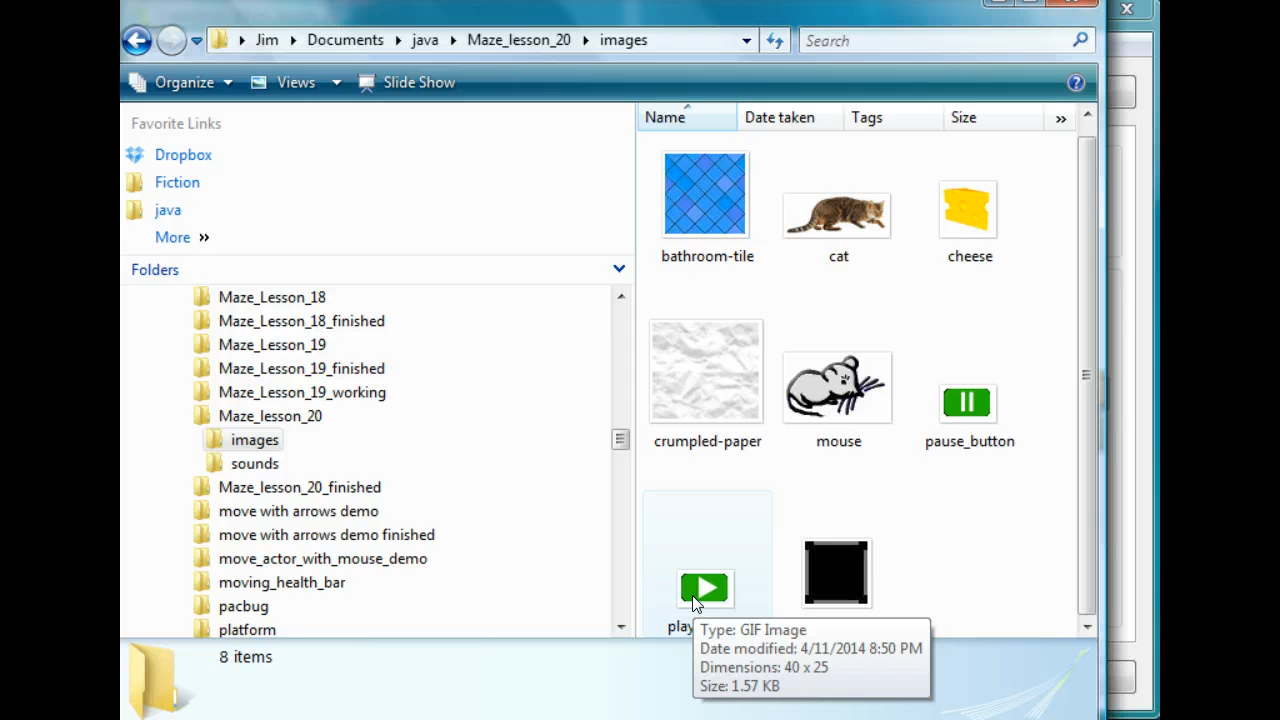 Jim Documents java Maze_lesson_20 images Search
Organize Views Slide Show
Favorite Links
Dropbox
Fiction
java
More »
Folders
Maze_Lesson_18
Maze_Lesson_18_finished
Maze_Lesson_19
Maze_Lesson_19_finished
Maze_Lesson_19_working
Maze_lesson_20
images
sounds
Maze_lesson_20_finished
move with arrows demo
move with arrows demo finished
move_actor_with_mouse_demo
moving_health_bar
pacbug
platform
Name Date taken Tags Size »
bathroom-tile cat cheese
crumpled-paper mouse pause_button
play
Type: GIF Image
Date modified: 4/11/2014 8:50 PM
Dimensions: 40 x 25
Size: 1.57 KB
8 items